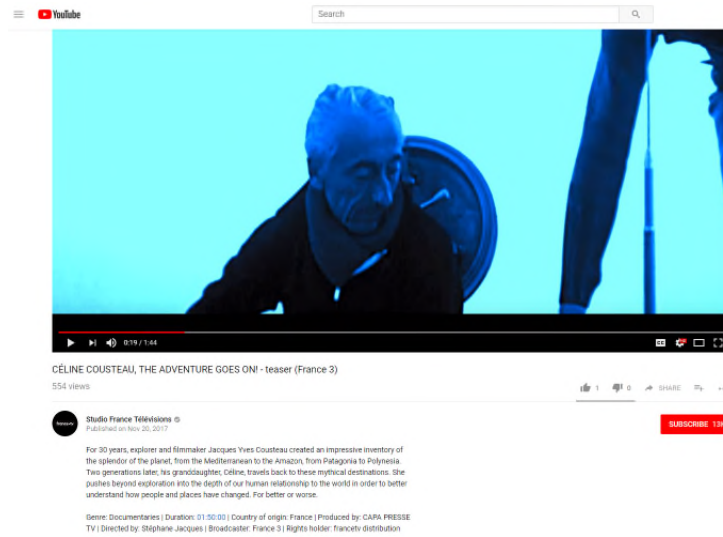 YouTube
Search
0:19 / 1:44
CC
CÉLINE COUSTEAU, THE ADVENTURE GOES ON! - teaser (France 3)
554 views
1
0
SHARE
Studio France Télévisions
Published on Nov 20, 2017
SUBSCRIBE
For 30 years, explorer and filmmaker Jacques Yves Cousteau created an impressive inventory of
the splendor of the planet, from the Mediterranean to the Amazon, from Patagonia to Polynesia.
Two generations later, his granddaughter, Céline, travels back to these mythical destinations. She
pushes beyond exploration into the depth of our human relationship to the world in order to better
understand how people and places have changed. For better or worse.
Genre: Documentaries | Duration: 01:50:00 | Country of origin: France | Produced by: CAPA PRESSE
TV | Directed by: Stéphane Jacques | Broadcaster: France 3 | Rights holder: francetv distribution